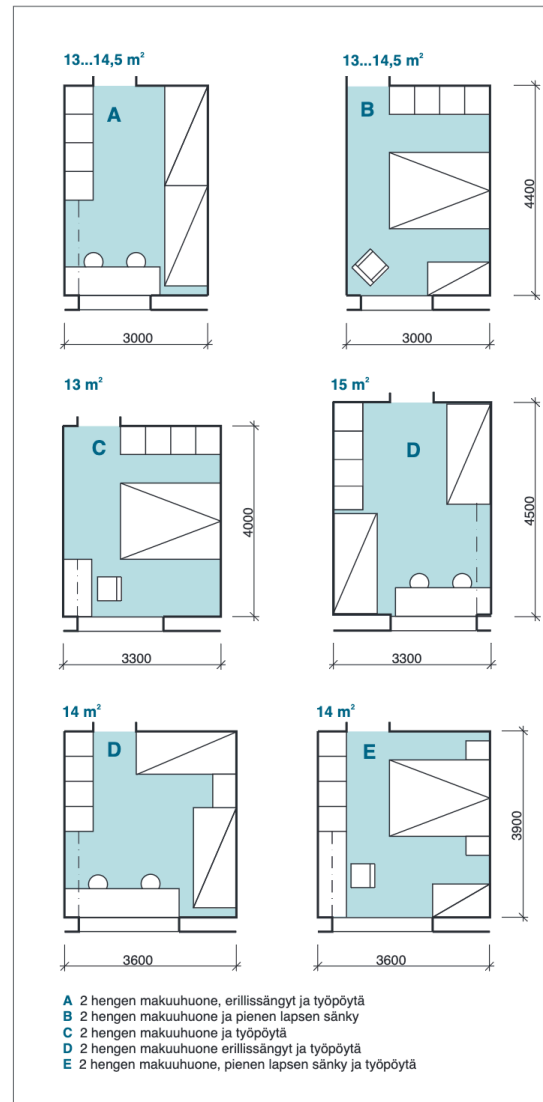 13...14,5 m²
13...14,5 m²
A
B
4400
3000
3000
13 m²
15 m²
C
D
4000
4500
3300
3300
14 m²
14 m²
D
E
3900
3600
3600
A 2 hengen makuuhuone, erillissängyt ja työpöytä
B 2 hengen makuuhuone ja pienen lapsen sänky
C 2 hengen makuuhuone ja työpöytä
D 2 hengen makuuhuone erillissängyt ja työpöytä
E 2 hengen makuuhuone, pienen lapsen sänky ja työpöytä